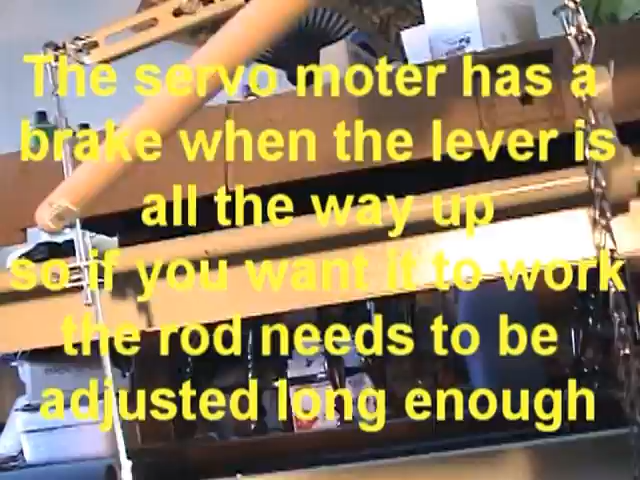 The servo moter has a
brake when the lever is
all the way up
so if you want it to work
the rod needs to be
adjusted long enough